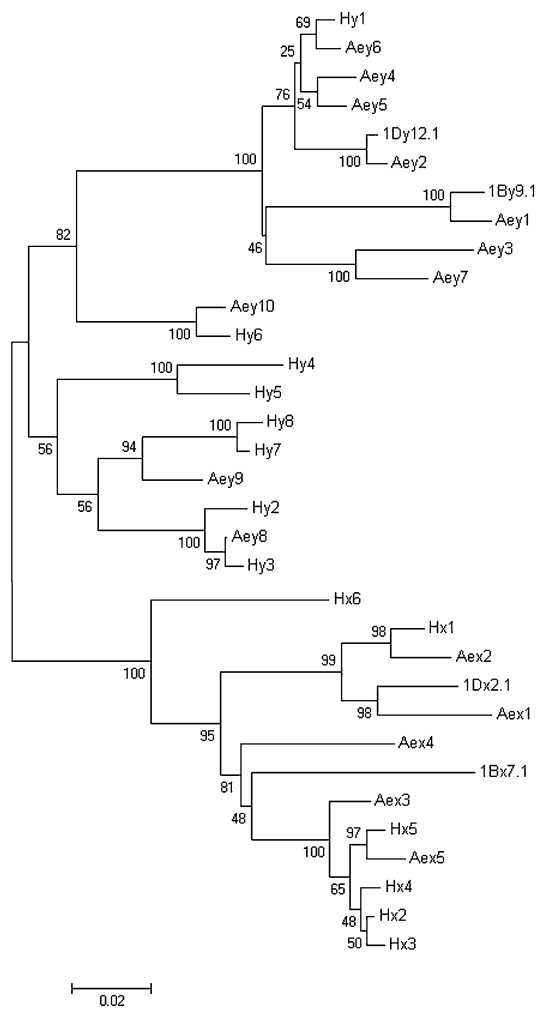 Hy1
69
Aey6
25
Aey4
76
54
Aey5
1Dy12.1
100
Aey2
100
100
1By9.1
Aey1
82
46
Aey3
100
Aey7
Aey10
100
Hy6
100
Hy4
Hy5
100
Hy8
56
94
Hy7
Aey9
56
Hy2
100
Aey8
97
Hy3
Hx6
98
Hx1
99
Aex2
100
1Dx2.1
98
Aex1
95
Aex4
81
1Bx7.1
48
Aex3
97
Hx5
100
Aex5
65
Hx4
48
Hx2
50
Hx3
0.02